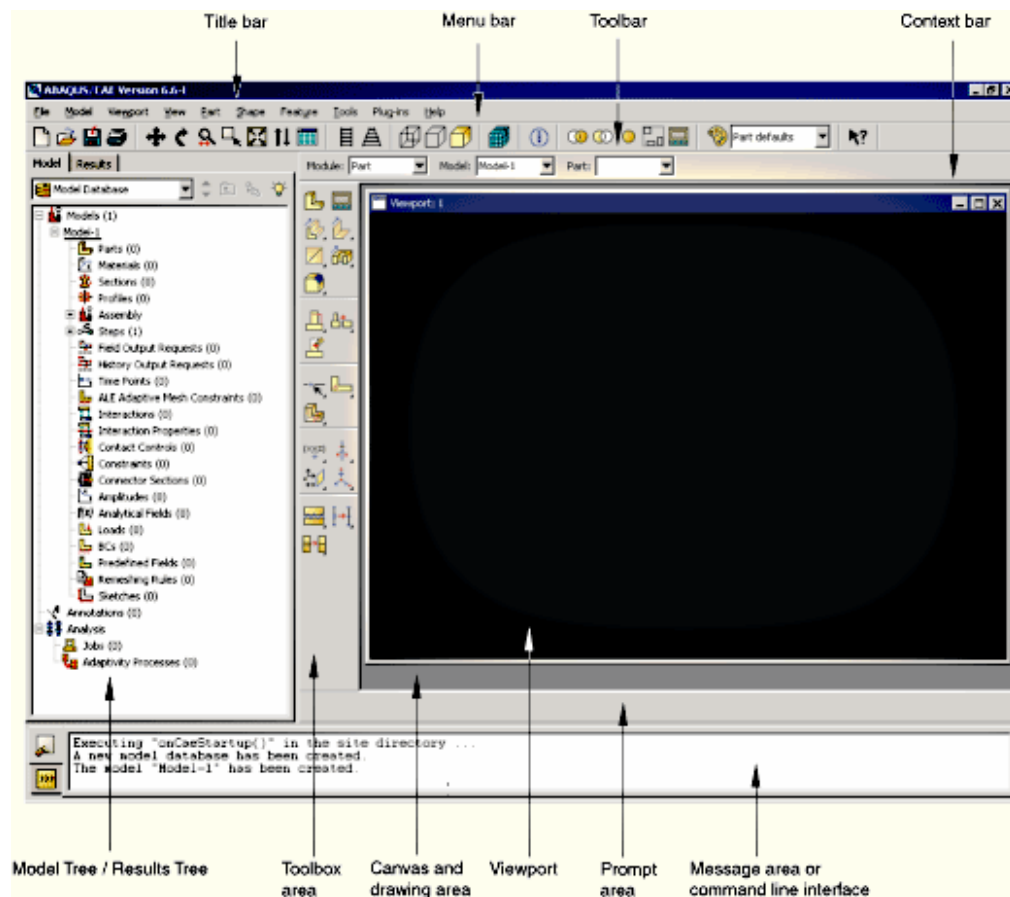 Title bar
Menu bar
Toolbar
Context bar
ABAQUS/CAE Version 6.6-1
File Model Viewport View Part Shape Feature Tools Plug-ins Help
Part defaults
Model Results
Module: Part Model: Model-1 Part:
Model Database
Viewport: 1
Models (1)
Model-1
Parts (0)
Materials (0)
Sections (0)
Profiles (0)
Assembly
Steps (1)
Field Output Requests (0)
History Output Requests (0)
Time Points (0)
ALE Adaptive Mesh Constraints (0)
Interactions (0)
Interaction Properties (0)
Contact Controls (0)
Constraints (0)
Connector Sections (0)
Amplitudes (0)
Analytical Fields (0)
Loads (0)
BCs (0)
Predefined Fields (0)
Remeshing Rules (0)
Sketches (0)
Annotations (0)
Analysis
Jobs (0)
Adaptivity Processes (0)
Executing "onCaeStartup()" in the site directory ...
A new model database has been created.
The model "Model-1" has been created.
Model Tree / Results Tree
Toolbox
area
Canvas and
drawing area
Viewport
Prompt
area
Message area or
command line interface